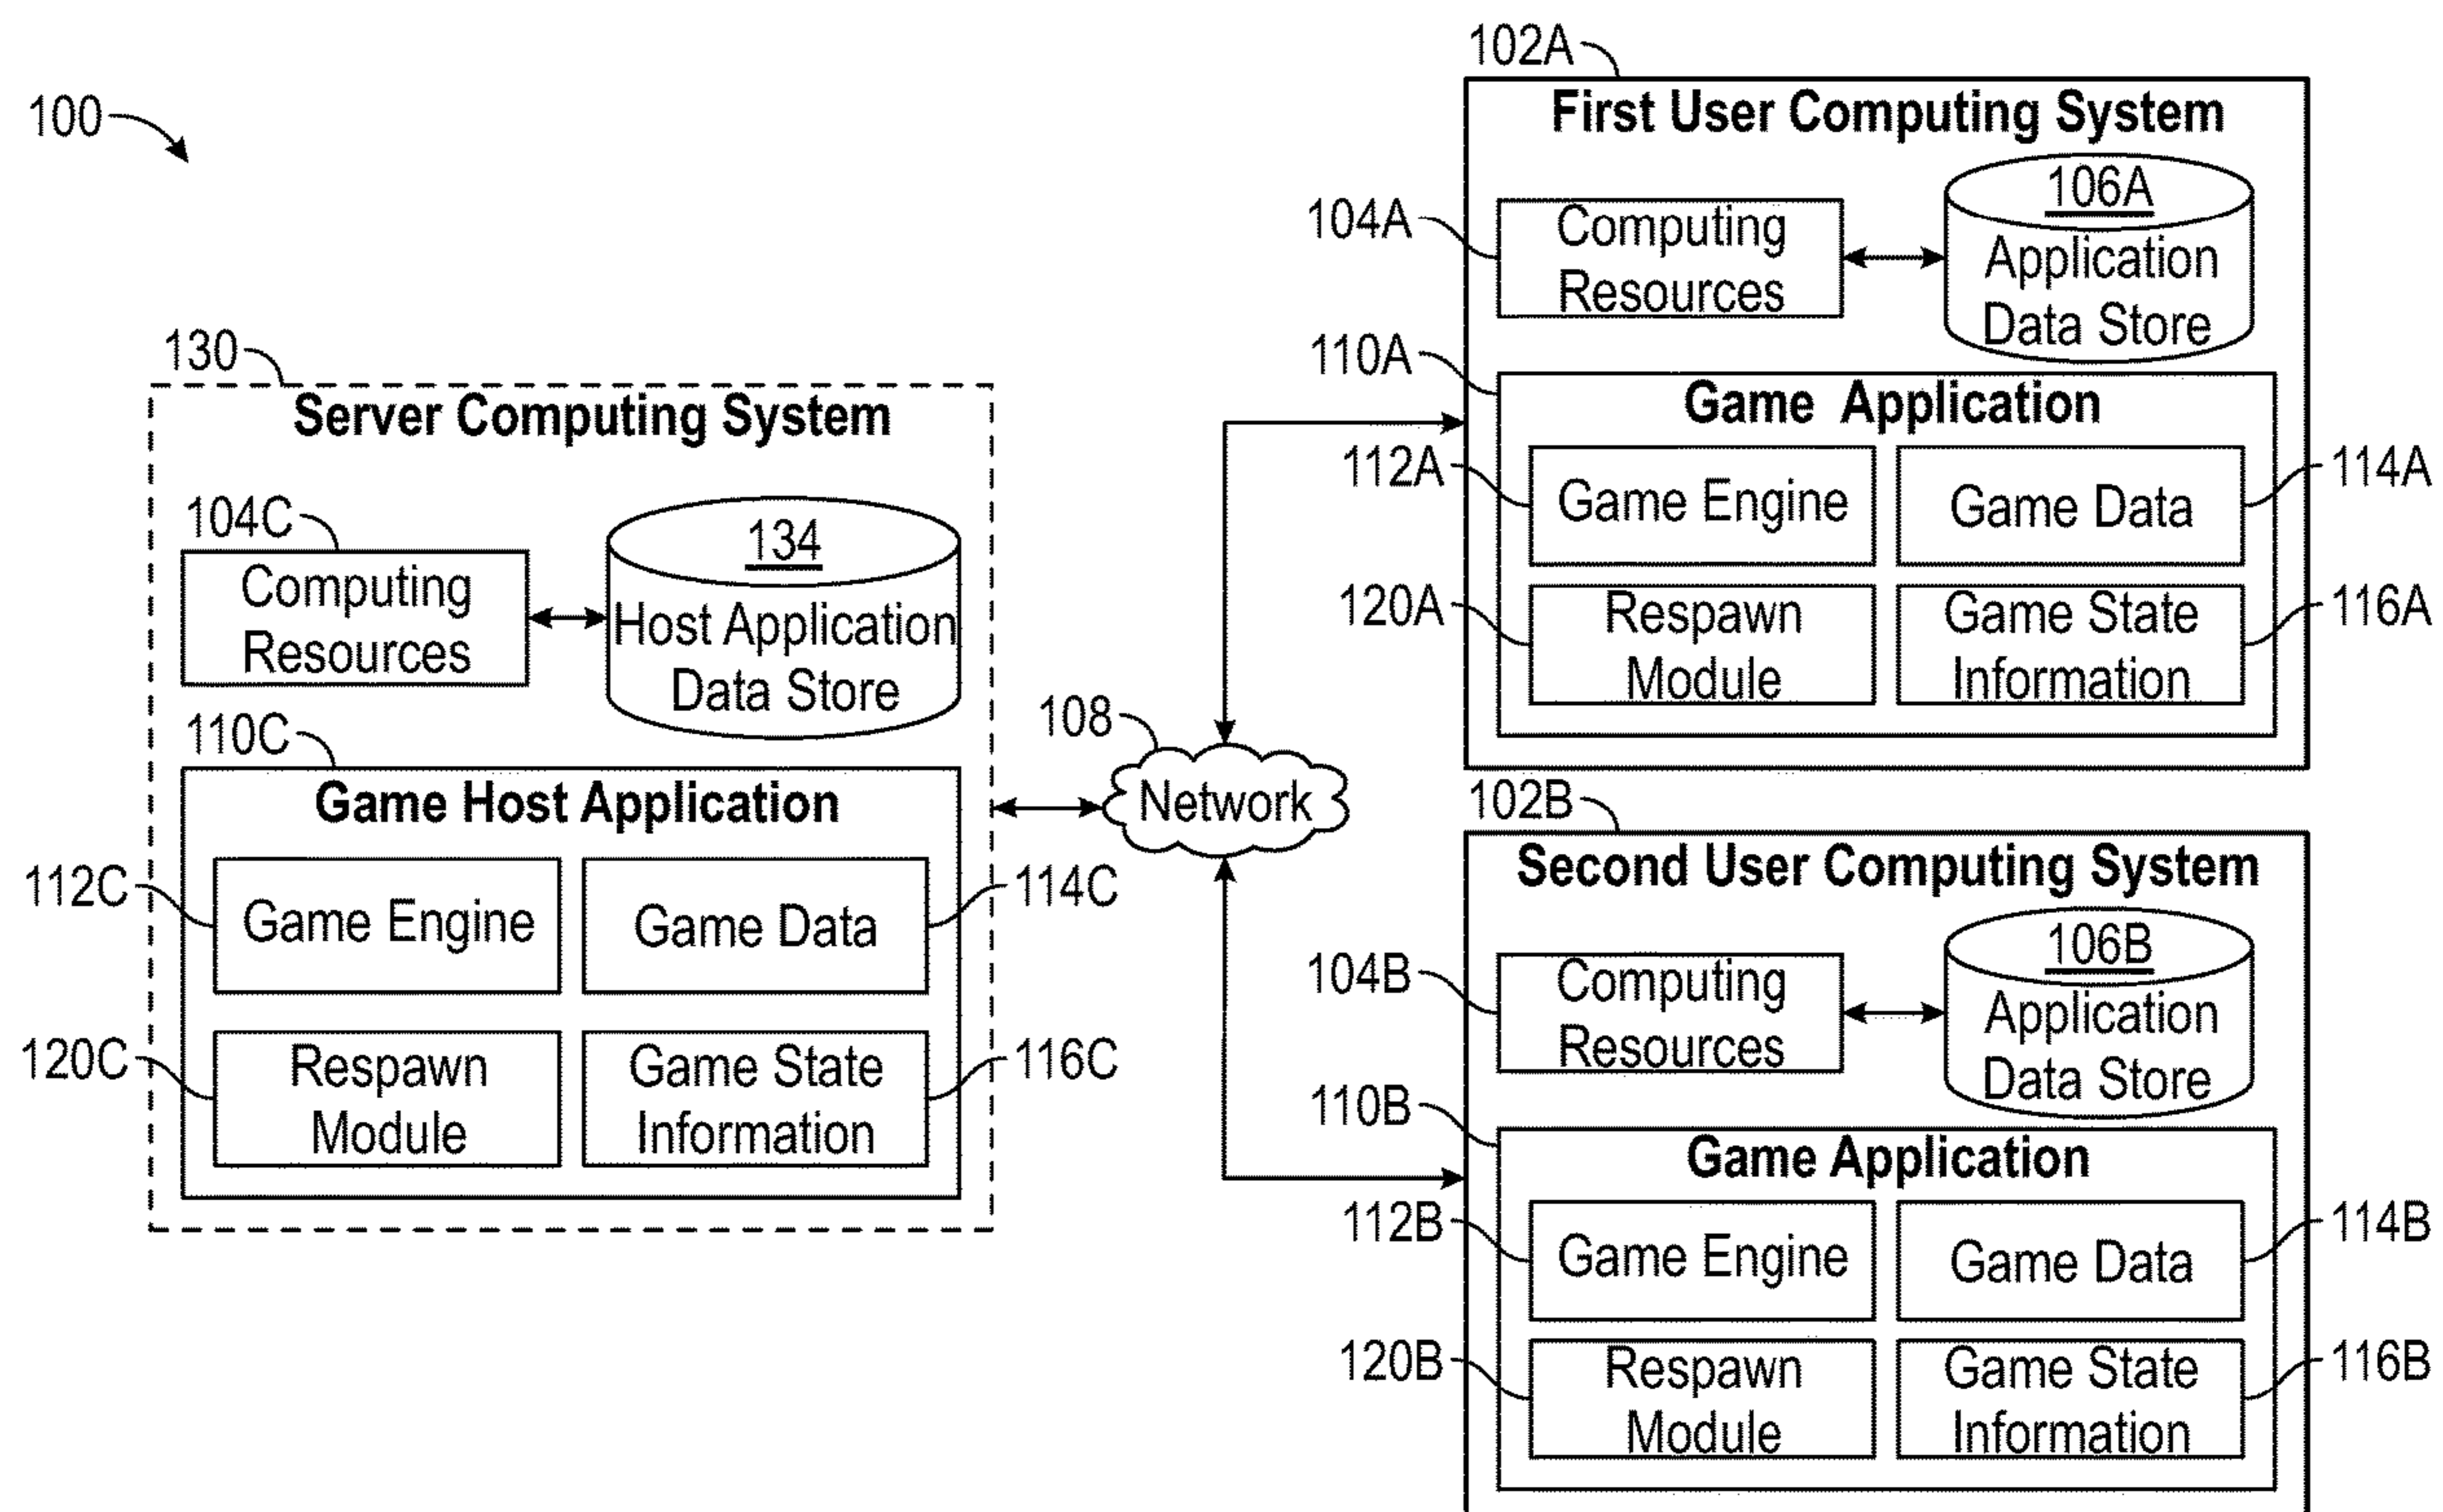 100
130
Server Computing System
104C
Computing
Resources
134
Host Application
Data Store
110C
Game Host Application
112C
Game Engine
Game Data
114C
120C
Respawn
Module
Game State
Information
116C
108
Network
102A
First User Computing System
104A
Computing
Resources
106A
Application
Data Store
110A
Game Application
112A
Game Engine
Game Data
114A
120A
Respawn
Module
Game State
Information
116A
102B
Second User Computing System
104B
Computing
Resources
106B
Application
Data Store
110B
Game Application
112B
Game Engine
Game Data
114B
120B
Respawn
Module
Game State
Information
116B